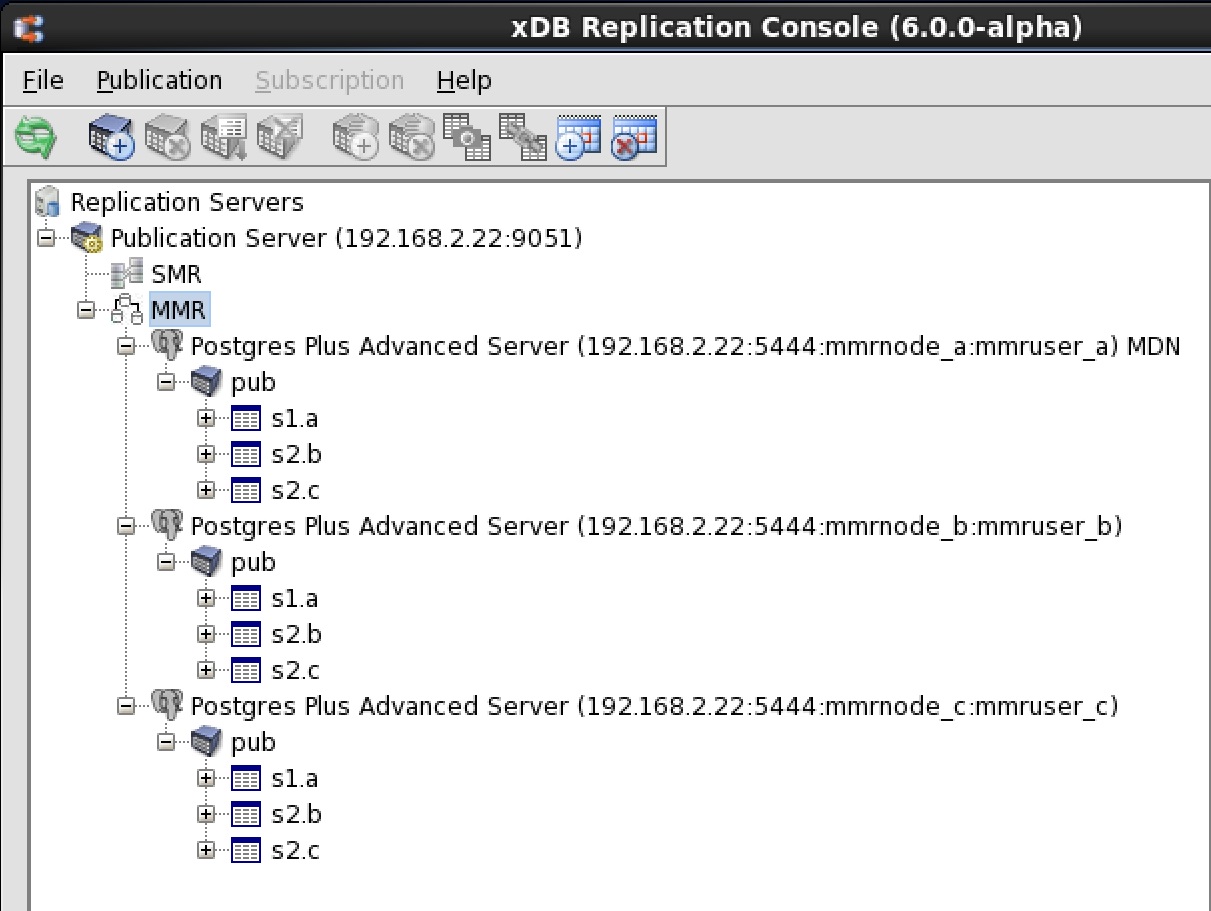 xDB Replication Console (6.0.0-alpha)
File Publication Subscription Help
Replication Servers
Publication Server (192.168.2.22:9051)
SMR
MMR
Postgres Plus Advanced Server (192.168.2.22:5444:mmrnode_a:mmruser_a) MDN
pub
s1.a
s2.b
s2.c
Postgres Plus Advanced Server (192.168.2.22:5444:mmrnode_b:mmruser_b)
pub
s1.a
s2.b
s2.c
Postgres Plus Advanced Server (192.168.2.22:5444:mmrnode_c:mmruser_c)
pub
s1.a
s2.b
s2.c